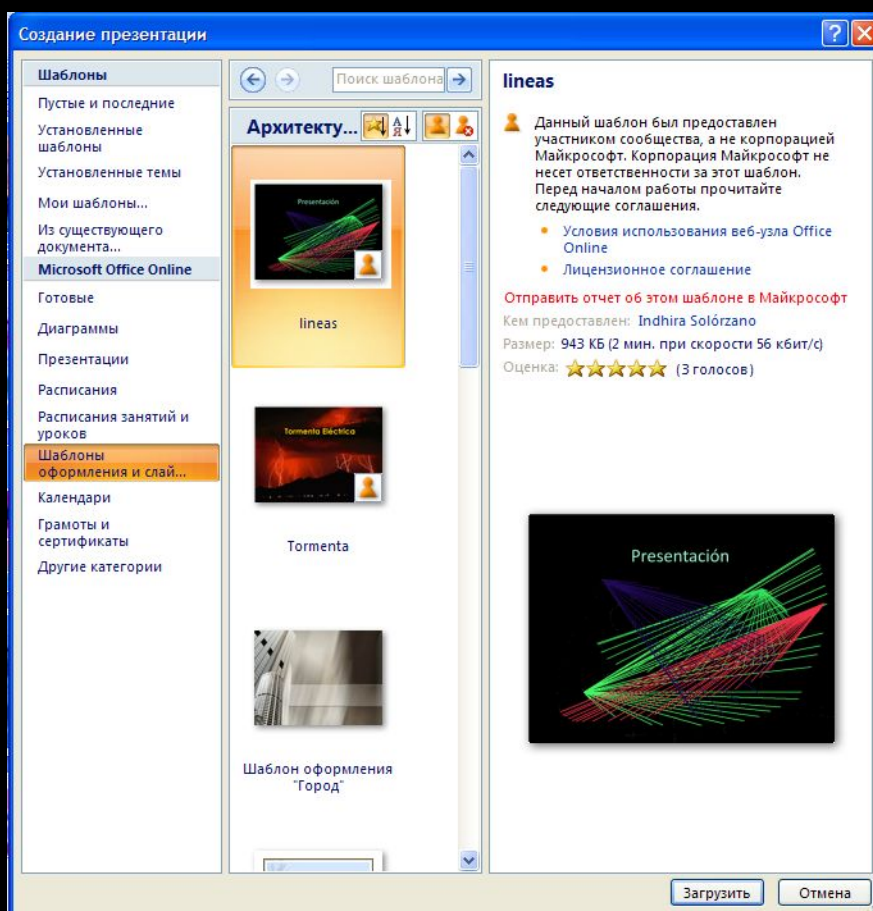 Создание презентации
Шаблоны
Пустые и последние
Установленные
шаблоны
Установленные темы
Мои шаблоны...
Из существующего
документа...
Microsoft Office Online
Готовые
Диаграммы
Презентации
Расписания
Расписания занятий и
уроков
Шаблоны
оформления и слай...
Календари
Грамоты и
сертификаты
Другие категории
Поиск шаблона
Архитекту...
А
Я
Presentación
lineas
Tormenta Eléctrica
Tormenta
Шаблон оформления
"Город"
lineas
Данный шаблон был предоставлен
участником сообщества, а не корпорацией
Майкрософт. Корпорация Майкрософт не
несет ответственности за этот шаблон.
Перед началом работы прочитайте
следующие соглашения.
Условия использования веб-узла Office
Online
Лицензионное соглашение
Отправить отчет об этом шаблоне в Майкрософт
Кем предоставлен: Indhira Solórzano
Размер: 943 КБ (2 мин. при скорости 56 кбит/с)
Оценка: (3 голосов)
Presentación
Загрузить
Отмена